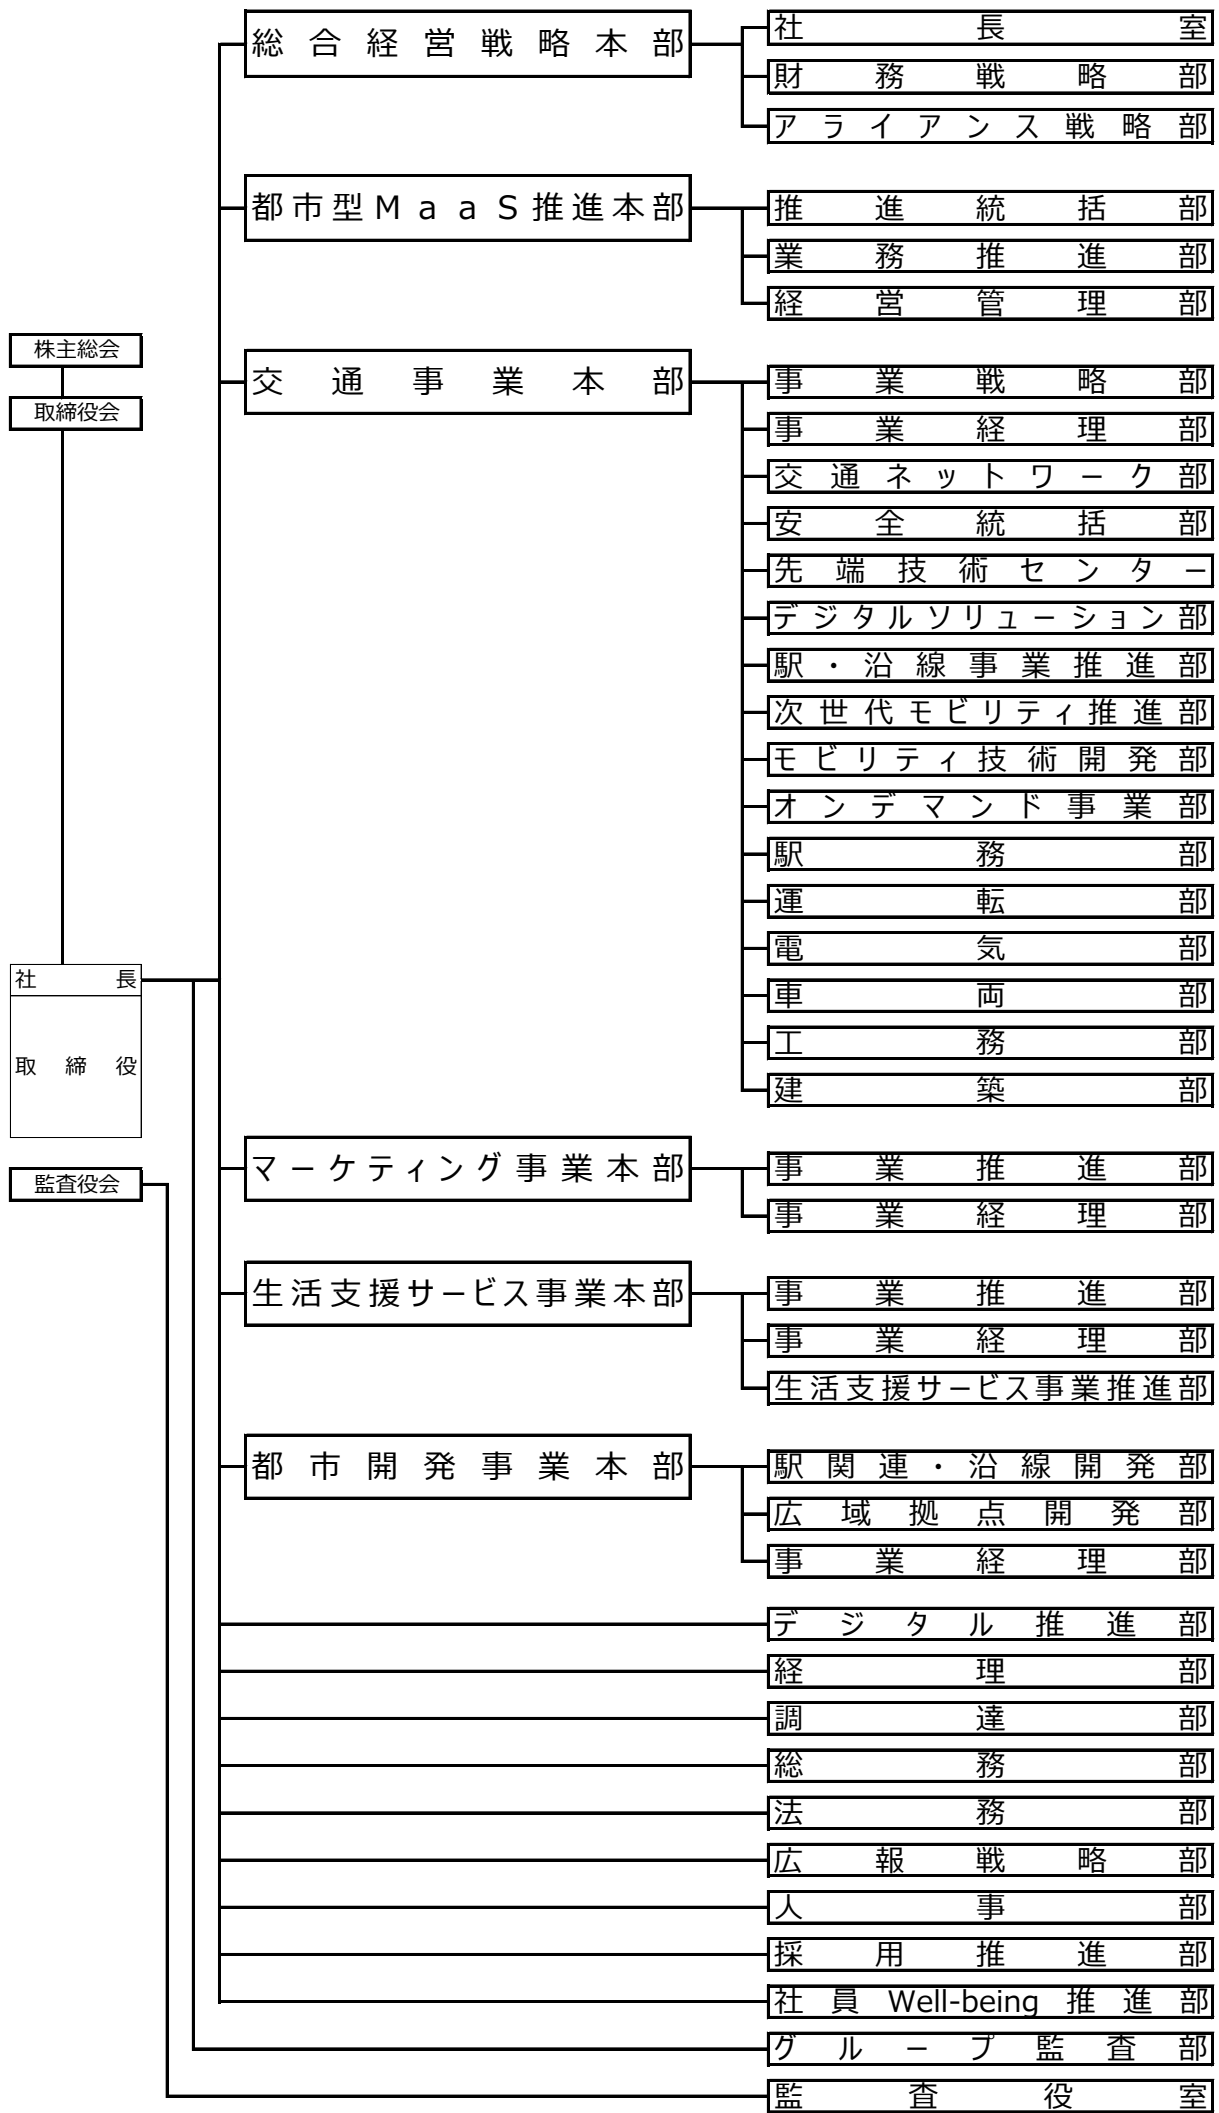 株主総会
取締役会
社長
取締役
監査役会
総合経営戦略本部
社長室
財務戦略部
アライアンス戦略部
都市型MaaS推進本部
推進統括部
業務推進部
経営管理部
交通事業本部
事業戦略部
事業経理部
交通ネットワーク部
安全統括部
先端技術センター
デジタルソリューション部
駅・沿線事業推進部
次世代モビリティ推進部
モビリティ技術開発部
オンデマンド事業部
駅務部
運転部
電気部
車両部
工務部
建築部
マーケティング事業本部
事業推進部
事業経理部
生活支援サービス事業本部
事業推進部
事業経理部
生活支援サービス事業推進部
都市開発事業本部
駅関連・沿線開発部
広域拠点開発部
事業経理部
デジタル推進部
経理部
調達部
総務部
法務部
広報戦略部
人事部
採用推進部
社員Well-being推進部
グループ監査部
監査役室